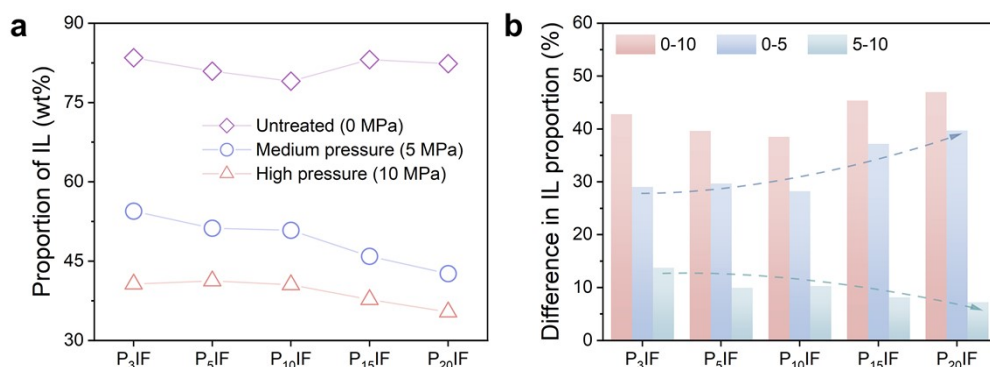 a
90
75
60
45
30
Proportion of IL (wt%)
Untreated (0 MPa)
Medium pressure (5 MPa)
High pressure (10 MPa)
P₃IF P₅IF P₁₀IF P₁₅IF P₂₀IF
b
60
50
40
30
20
10
0
Difference in IL proportion (%)
0-10 0-5 5-10
P₃IF P₅IF P₁₀IF P₁₅IF P₂₀IF